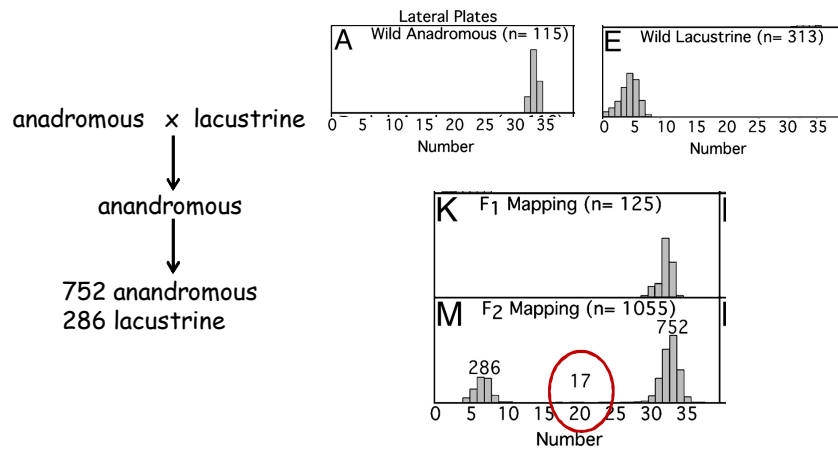 Lateral Plates
A Wild Anadromous (n= 115)
0 5 10 15 20 25 30 35
Number
E Wild Lacustrine (n= 313)
0 5 10 15 20 25 30 35
Number
anadromous x lacustrine
anandromous
752 anandromous
286 lacustrine
K F1 Mapping (n= 125)
M F2 Mapping (n= 1055)
752
286
17
0 5 10 15 20 25 30 35
Number